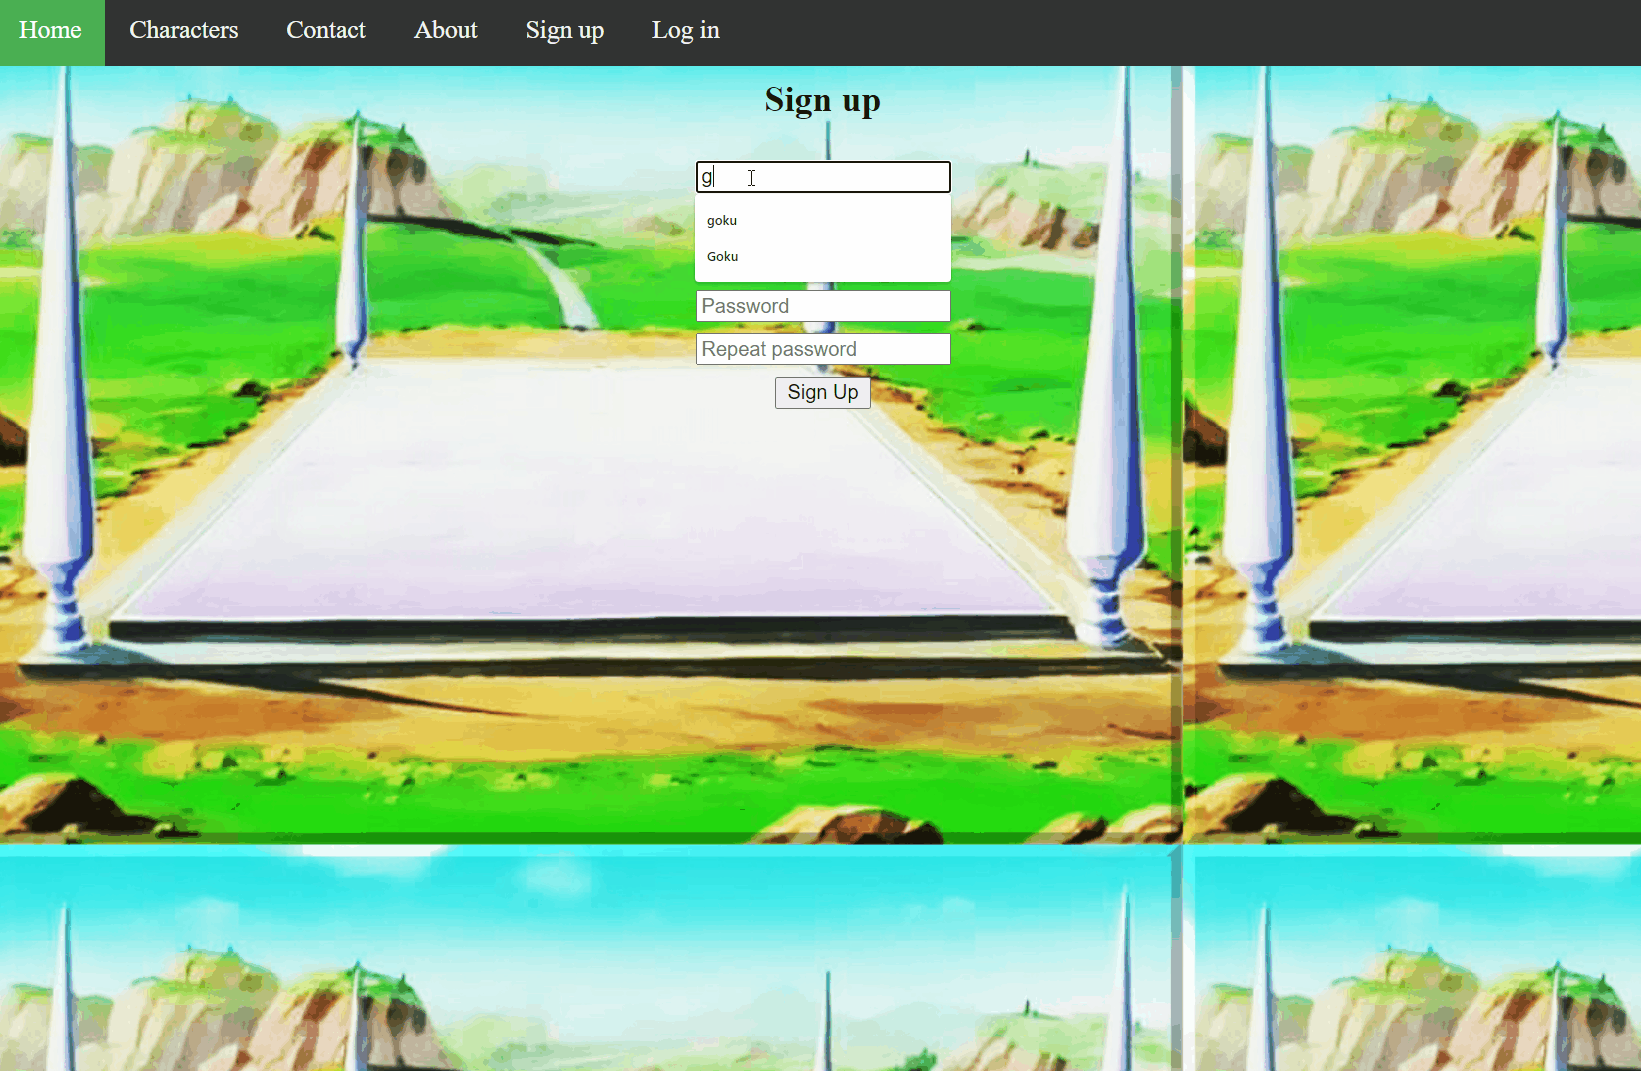 Home Characters Contact About Sign up Log in
Sign up
g
goku
Goku
Password
Repeat password
Sign Up